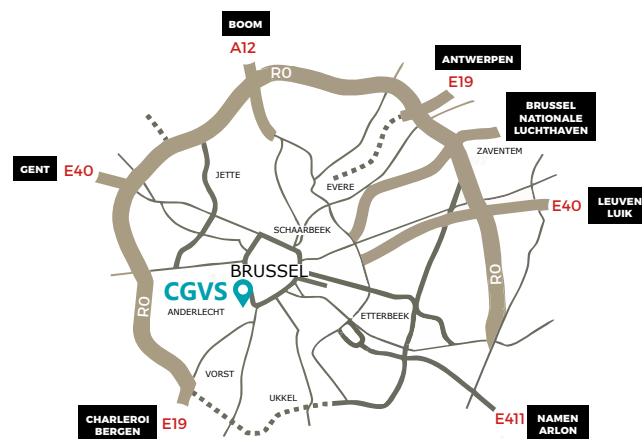 BOOM
A12
R0
ANTWERPEN
E19
BRUSSEL
NATIONALE
LUCHTHAVEN
ZAVENTEM
GENT
E40
JETTE
EVERE
LEUVEN
LUIK
E40
SCHAARBEEK
BRUSSEL
CGVS
ANDERLECHT
R0
R0
ETTERBEEK
VORST
UKKEL
CHARLEROI
BERGEN
E19
E411
NAMEN
ARLON